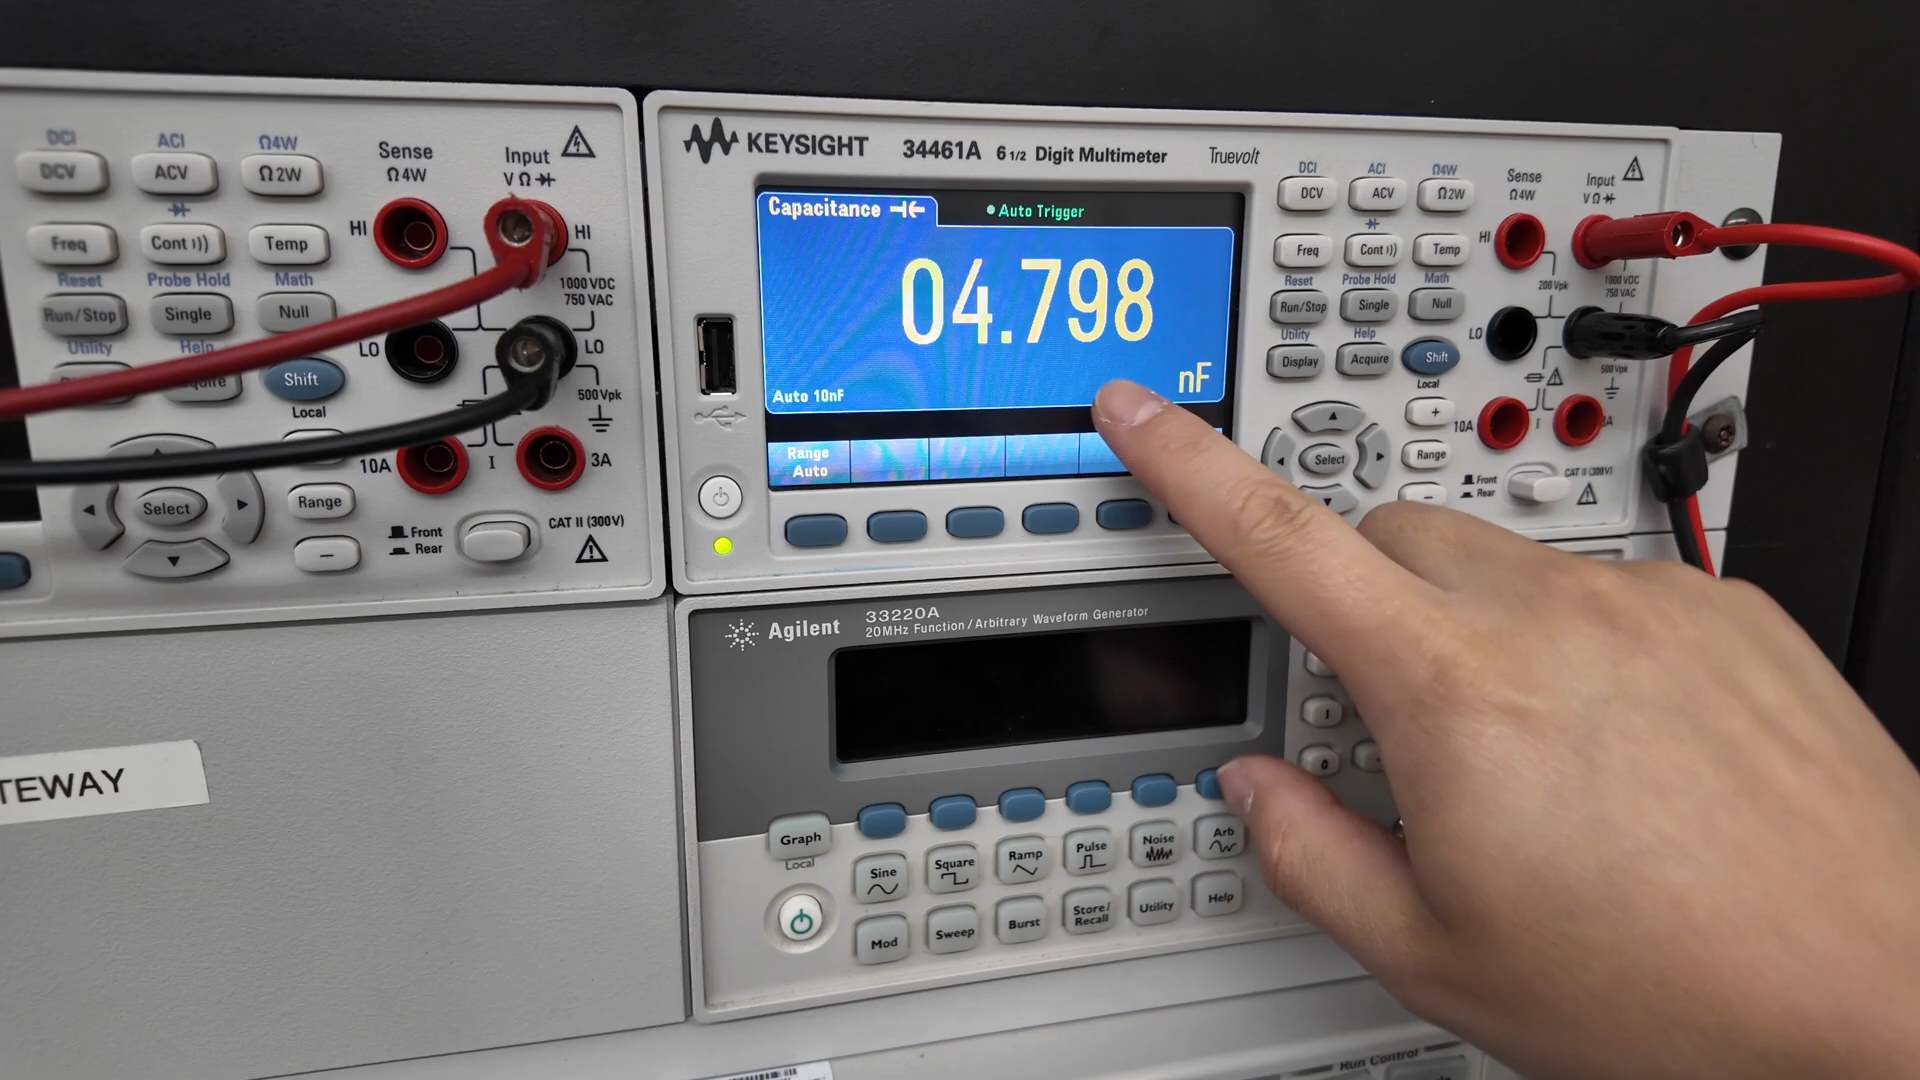 DCI
ACI
Ω4W
DCV
ACV
Ω2W
Sense
Ω4W
Input
V Ω
HI
HI
Freq
Cont
Temp
Reset
Probe Hold
Math
1000 VDC
750 VAC
Run/Stop
Single
Null
Utility
Help
LO
LO
Shift
500 Vpk
Local
10A
I
3A
Select
Range
Front
Rear
CAT II (300V)
−
KEYSIGHT
34461A
6 1/2 Digit Multimeter
Truevolt
Capacitance
Auto Trigger
04.798
nF
Auto 10nF
Range
Auto
DCI
ACI
Ω4W
DCV
ACV
Ω2W
Sense
Ω4W
Input
V Ω
HI
Freq
Cont
Temp
Reset
Probe Hold
Math
200 Vpk
1000 VDC
750 VAC
Run/Stop
Single
Null
Utility
Help
LO
Display
Acquire
Shift
Local
500 Vpk
+
10A
I
3A
Select
Range
Front
Rear
CAT II (300V)
−
Agilent
33220A
20MHz Function / Arbitrary Waveform Generator
1
0
Graph
Local
Sine
Square
Ramp
Pulse
Noise
Arb
Mod
Sweep
Burst
Store/
Recall
Utility
Help
TEWAY
Run Control